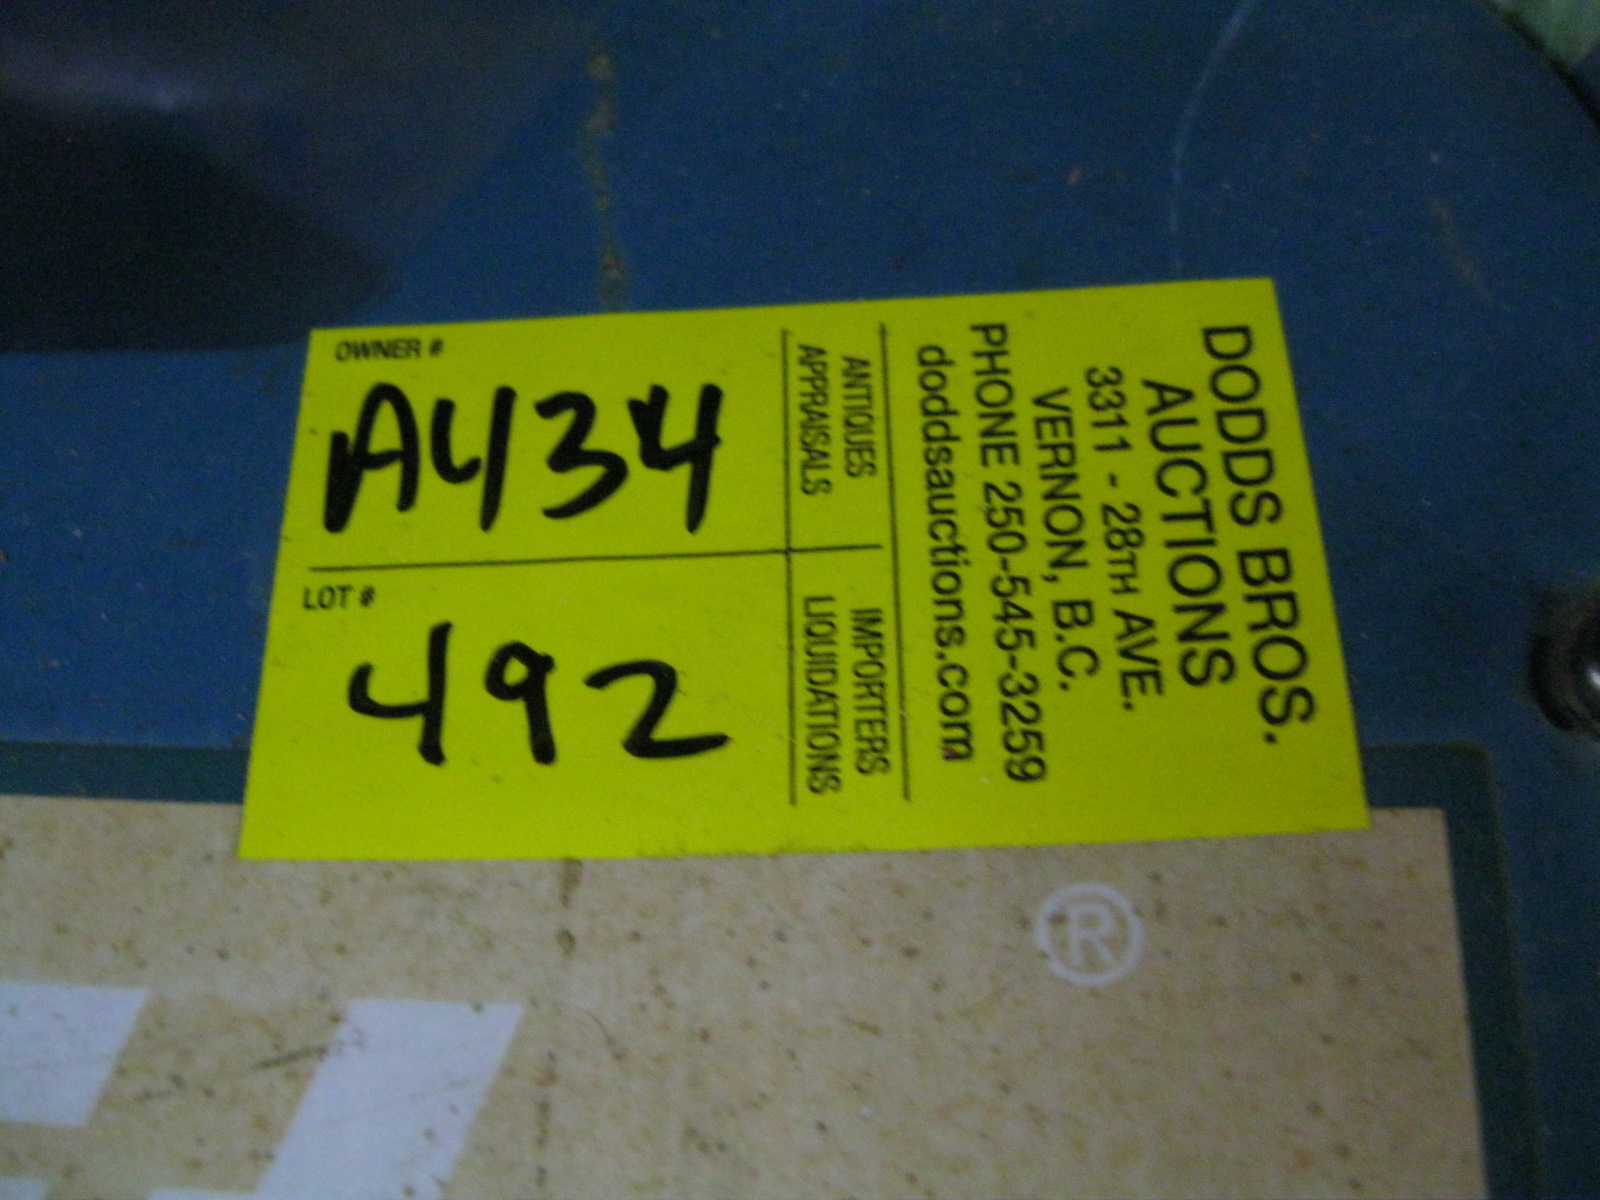 DODDS BROS.
AUCTIONS
3311 - 28TH AVE.
VERNON, B.C.
PHONE 250-545-3259
doddsauctions.com
ANTIQUES IMPORTERS
APPRAISALS LIQUIDATIONS
OWNER #
A434
LOT #
492
®